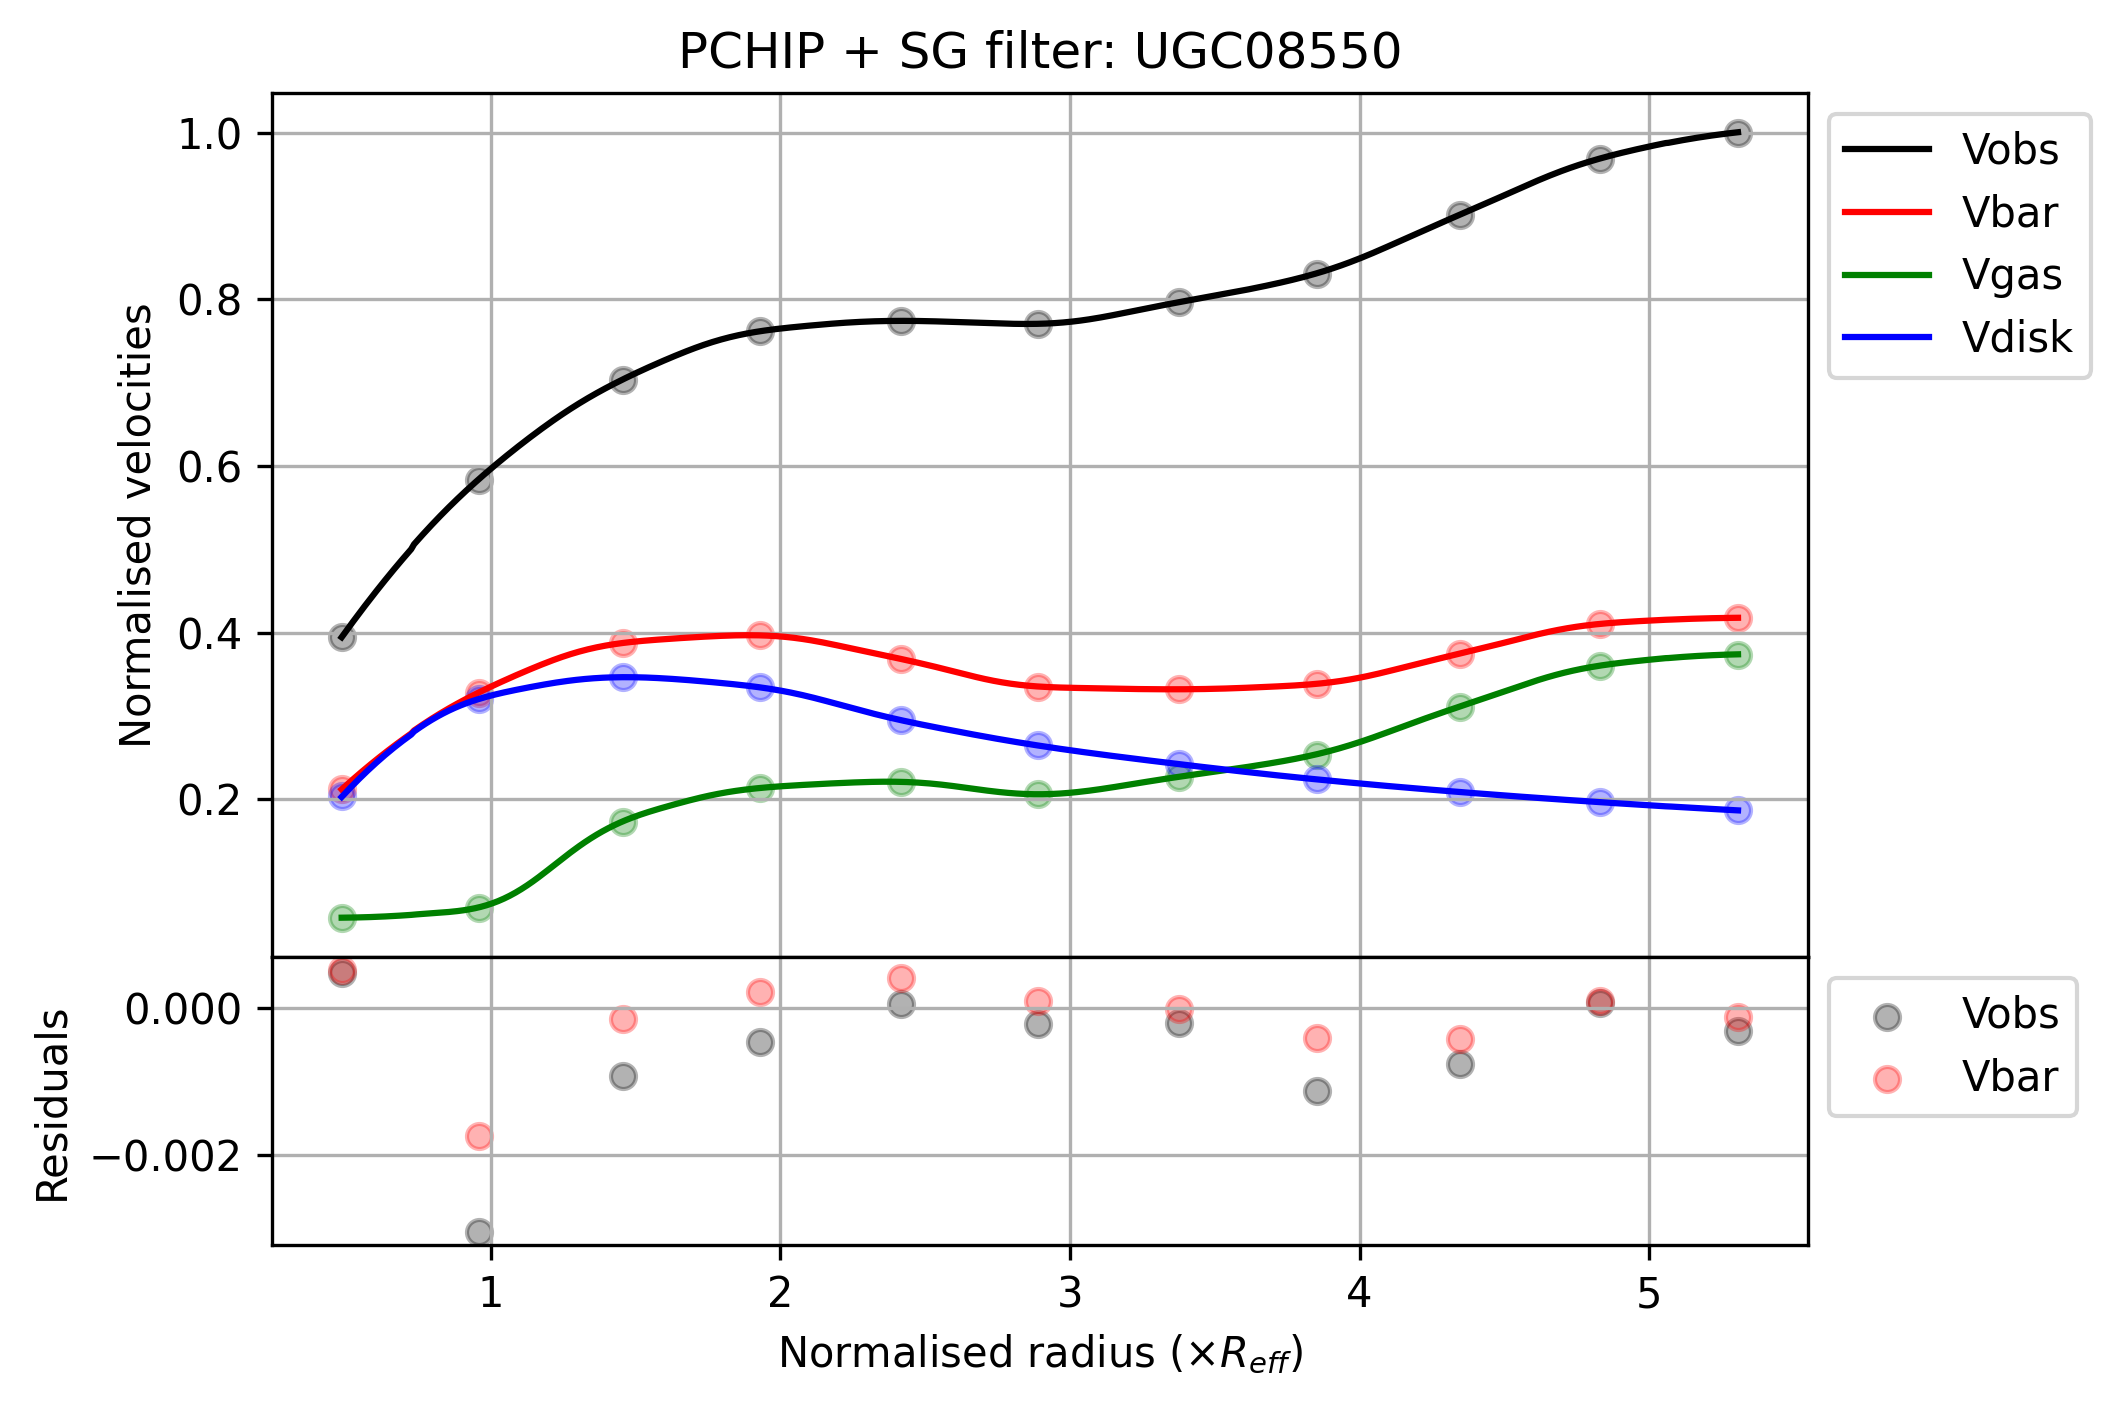 PCHIP + SG filter: UGC08550
1.0
0.8
0.6
0.4
0.2
Normalised velocities
Vobs
Vbar
Vgas
Vdisk
0.000
−0.002
Residuals
Vobs
Vbar
1 2 3 4 5
Normalised radius (×R_eff)